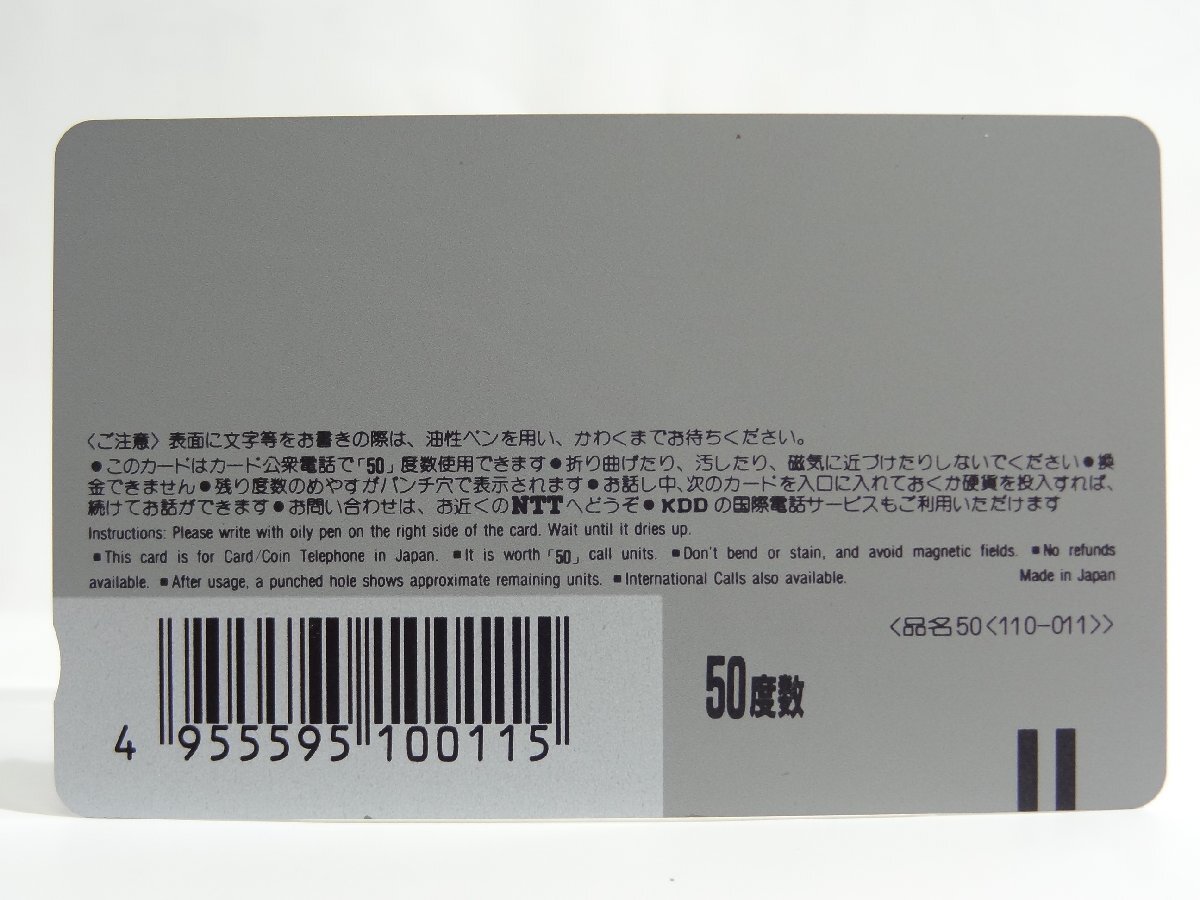 〈ご注意〉表面に文字等をお書きの際は、油性ペンを用い、かわくまでお待ちください。
●このカードはカード公衆電話で「50」度数使用できます●折り曲げたり、汚したり、磁気に近づけたりしないでください●換
金できません●残り度数のめやすがパンチ穴で表示されます●お話し中、次のカードを入口に入れておくか硬貨を投入すれば、
続けてお話ができます●お問い合わせは、お近くのNTTへどうぞ●KDDの国際電話サービスもご利用いただけます
Instructions: Please write with oily pen on the right side of the card. Wait until it dries up.
■This card is for Card/Coin Telephone in Japan. ■It is worth「50」call units. ■Don't bend or stain, and avoid magnetic fields. ■No refunds
available. ■After usage, a punched hole shows approximate remaining units. ■International Calls also available. Made in Japan
〈品名50〈110-011〉〉
50度数
4 955595 100115